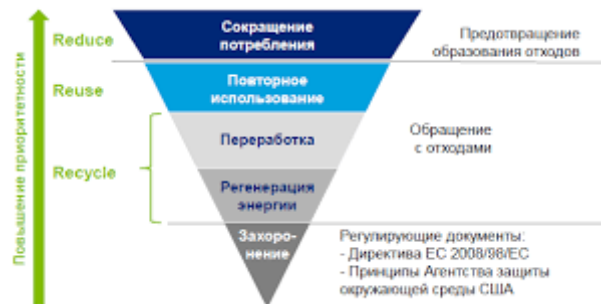 Повышение приоритетности
Reduce
Сокращение
потребления
Предотвращение
образования отходов
Reuse
Повторное
использование
Recycle
Переработка
Обращение
с отходами
Регенерация
энергии
Захоро-
нение
Регулирующие документы:
- Директива ЕС 2008/98/EC
- Принципы Агентства защиты
окружающей среды США